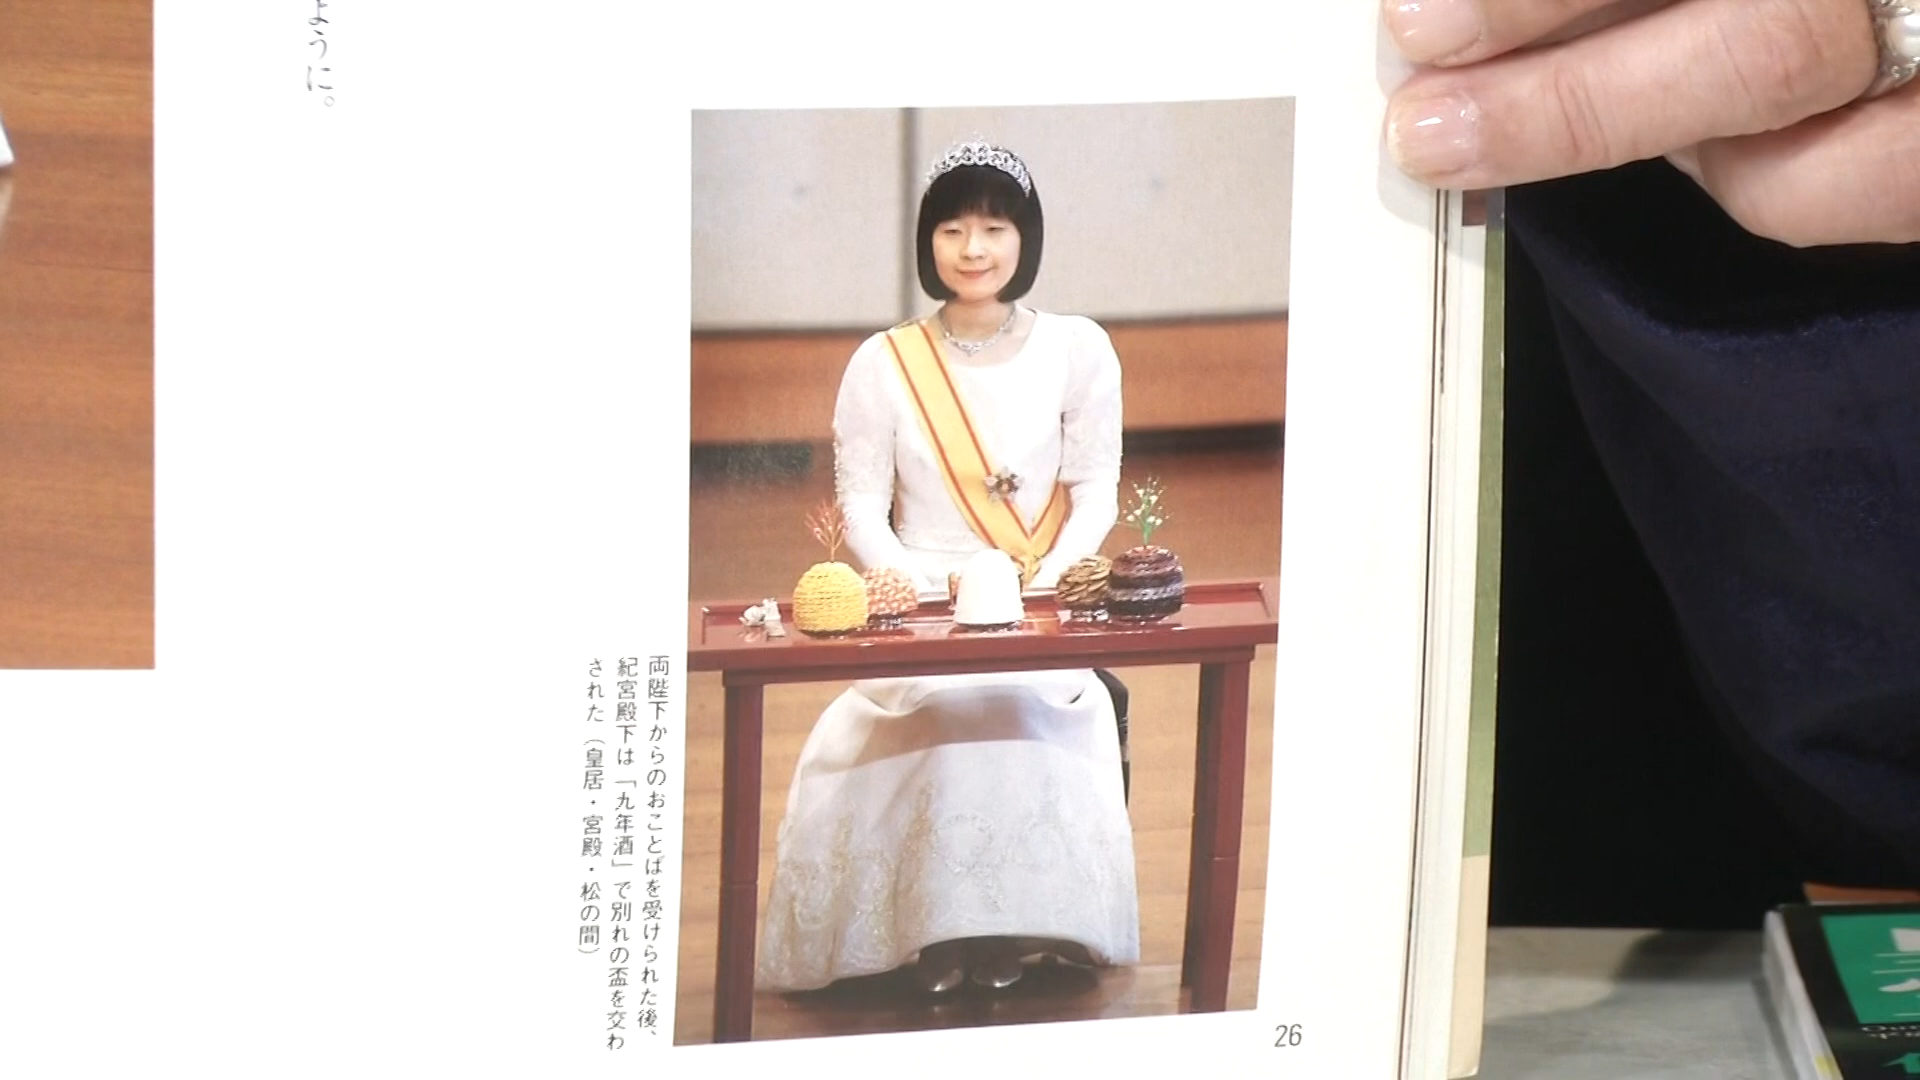 ように。
両陛下からのおことばを受けられた後、
紀宮殿下は「九年酒」で別れの盃を交わ
された（皇居・宮殿・松の間）
26